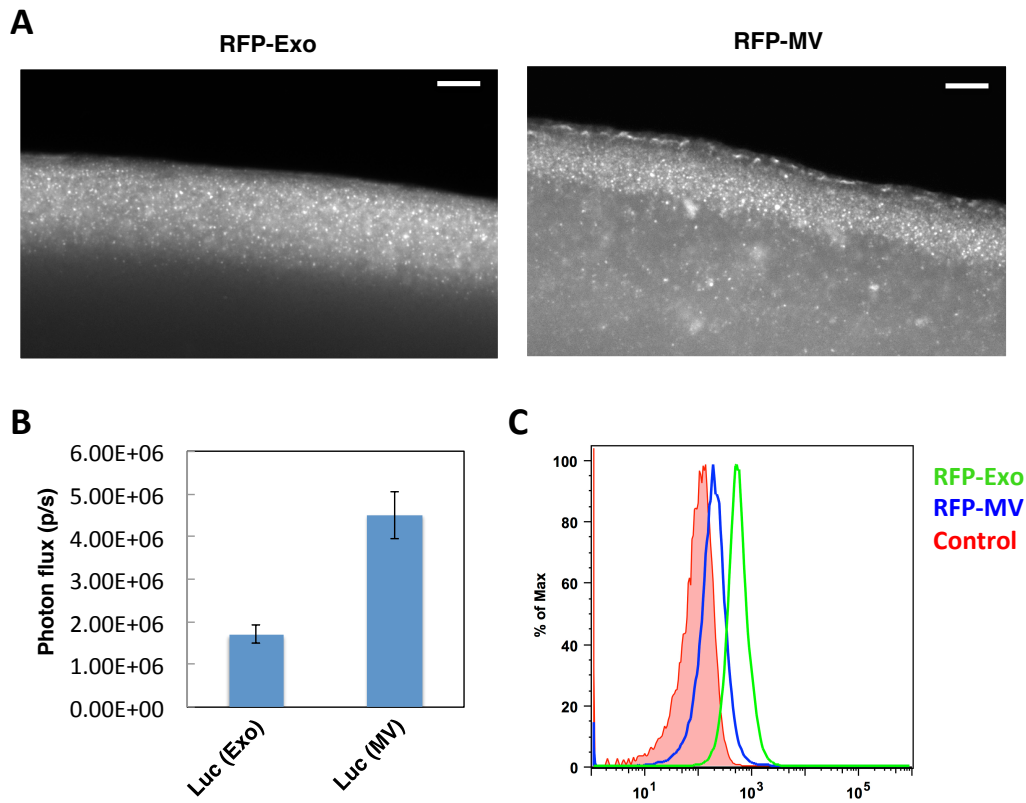 A
RFP-Exo
RFP-MV
B
Photon flux (p/s)
6.00E+06
5.00E+06
4.00E+06
3.00E+06
2.00E+06
1.00E+06
0.00E+00
Luc (Exo)
Luc (MV)
C
% of Max
100
80
60
40
20
0
10¹
10³
10⁵
RFP-Exo
RFP-MV
Control